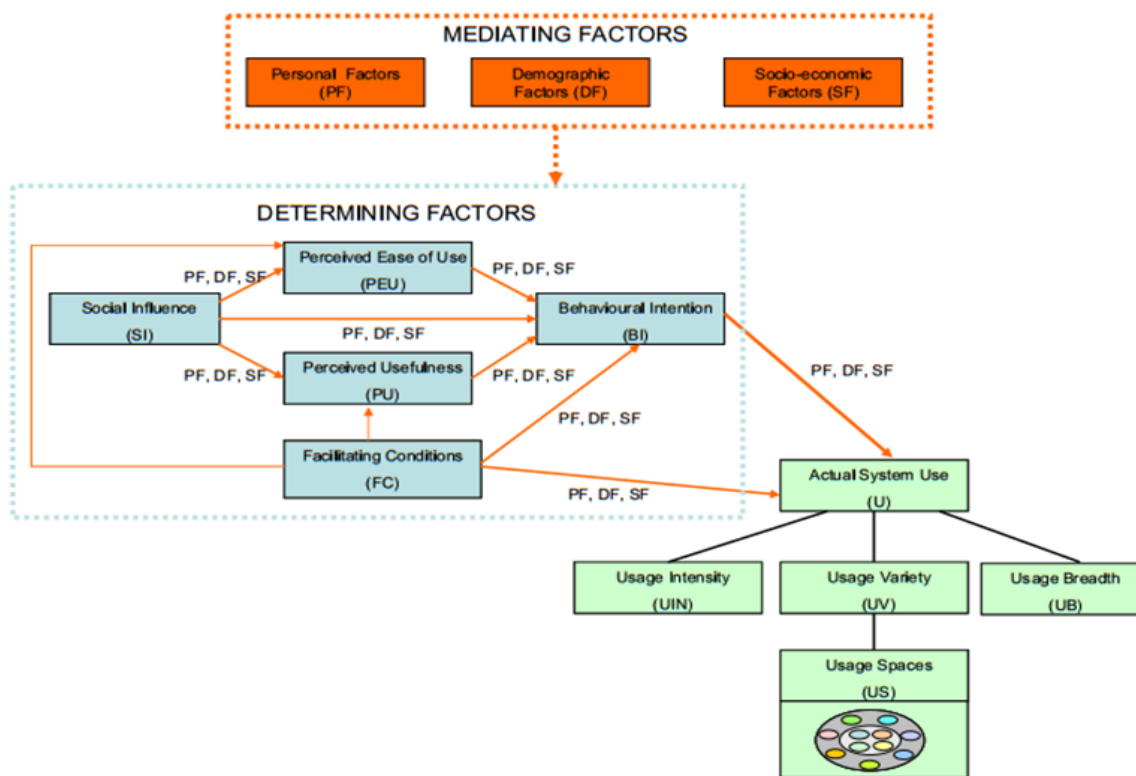 MEDIATING FACTORS
Personal Factors
(PF)
Demographic
Factors (DF)
Socio-economic
Factors (SF)
DETERMINING FACTORS
Perceived Ease of Use
(PEU)
PF, DF, SF
PF, DF, SF
Social Influence
(SI)
Behavioural Intention
(BI)
PF, DF, SF
Perceived Usefulness
(PU)
PF, DF, SF
PF, DF, SF
PF, DF, SF
PF, DF, SF
Facilitating Conditions
(FC)
PF, DF, SF
Actual System Use
(U)
Usage Intensity
(UIN)
Usage Variety
(UV)
Usage Breadth
(UB)
Usage Spaces
(US)